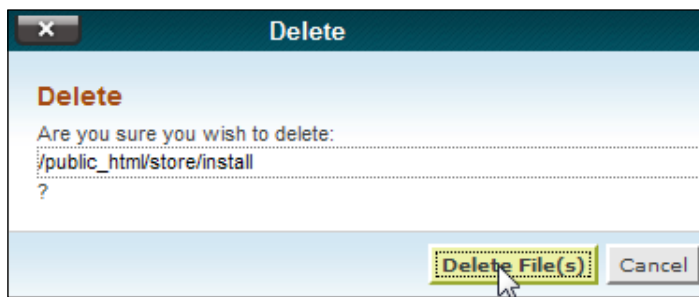 Delete
Delete
Are you sure you wish to delete:
/public_html/store/install
?
Delete File(s) Cancel